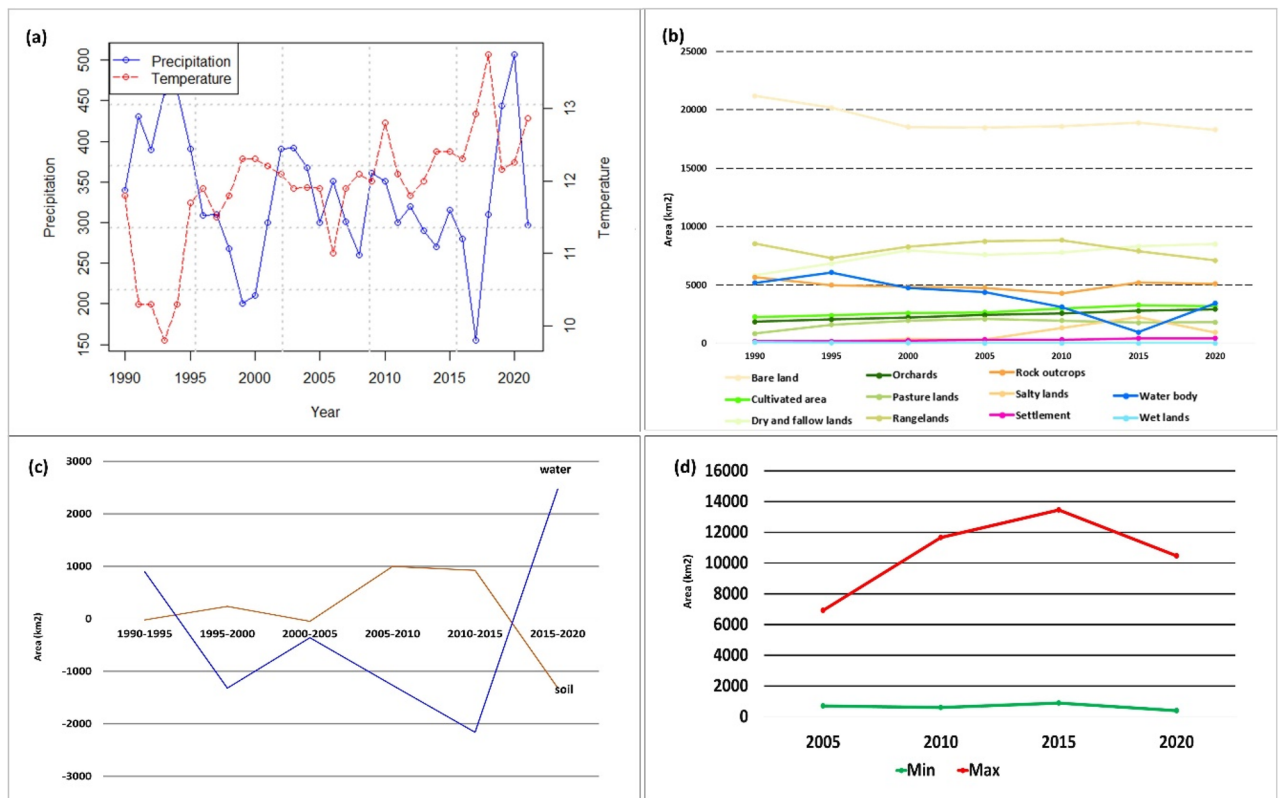 (a)
Precipitation
Temperature
500
450
400
350
300
250
200
150
Precipitation
13
12
11
10
Temperature
1990 1995 2000 2005 2010 2015 2020
Year
(b)
25000
20000
15000
10000
5000
0
Area (km2)
1990 1995 2000 2005 2010 2015 2020
Bare land Orchards Rock outcrops
Cultivated area Pasture lands Salty lands Water body
Dry and fallow lands Rangelands Settlement Wet lands
(c)
3000
2000
1000
0
-1000
-2000
-3000
Area (km2)
water
1990-1995 1995-2000 2000-2005 2005-2010 2010-2015 2015-2020
soil
(d)
16000
14000
12000
10000
8000
6000
4000
2000
0
Area (km2)
2005 2010 2015 2020
Min Max